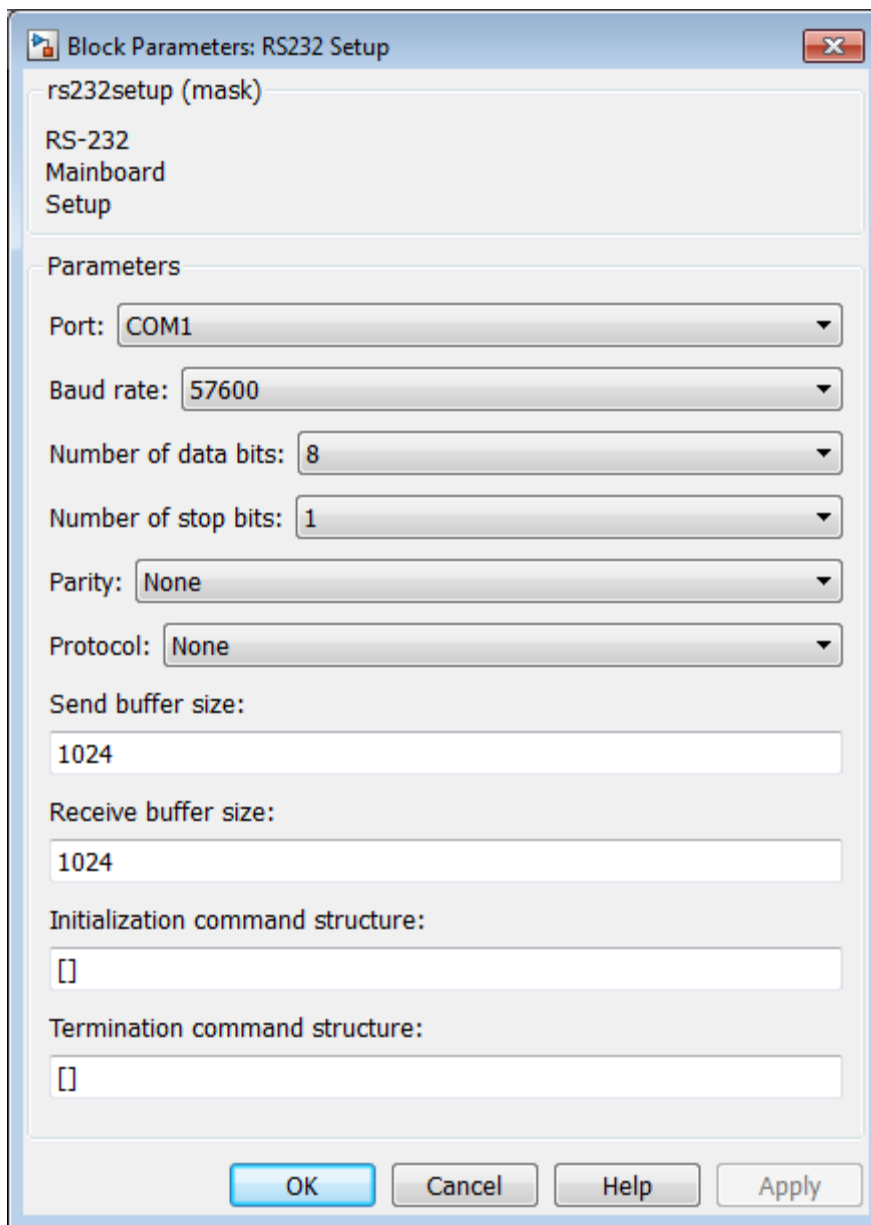 Block Parameters: RS232 Setup
rs232setup (mask)
RS-232
Mainboard
Setup
Parameters
Port: COM1
Baud rate: 57600
Number of data bits: 8
Number of stop bits: 1
Parity: None
Protocol: None
Send buffer size:
1024
Receive buffer size:
1024
Initialization command structure:
[]
Termination command structure:
[]
OK Cancel Help Apply